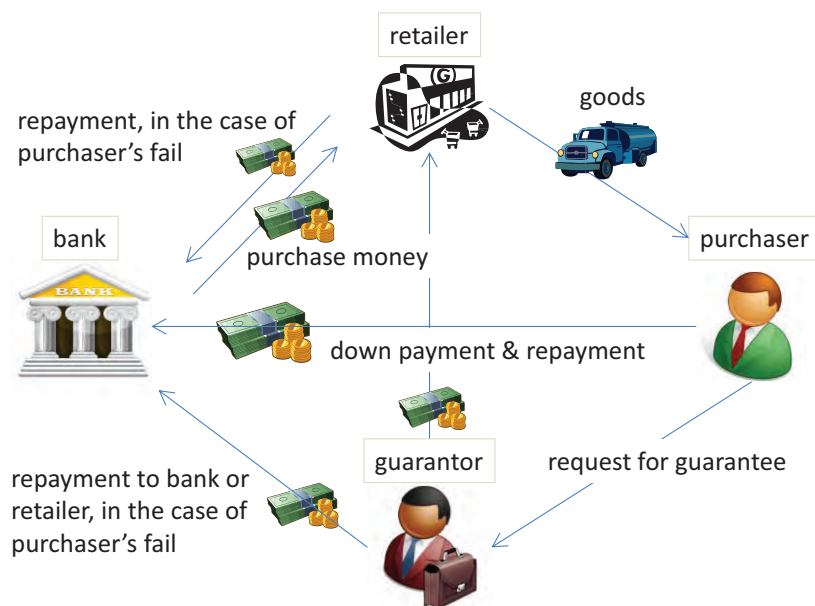 retailer
G
goods
repayment, in the case of
purchaser's fail
bank
BANK
purchase money
purchaser
down payment & repayment
guarantor
request for guarantee
repayment to bank or
retailer, in the case of
purchaser's fail